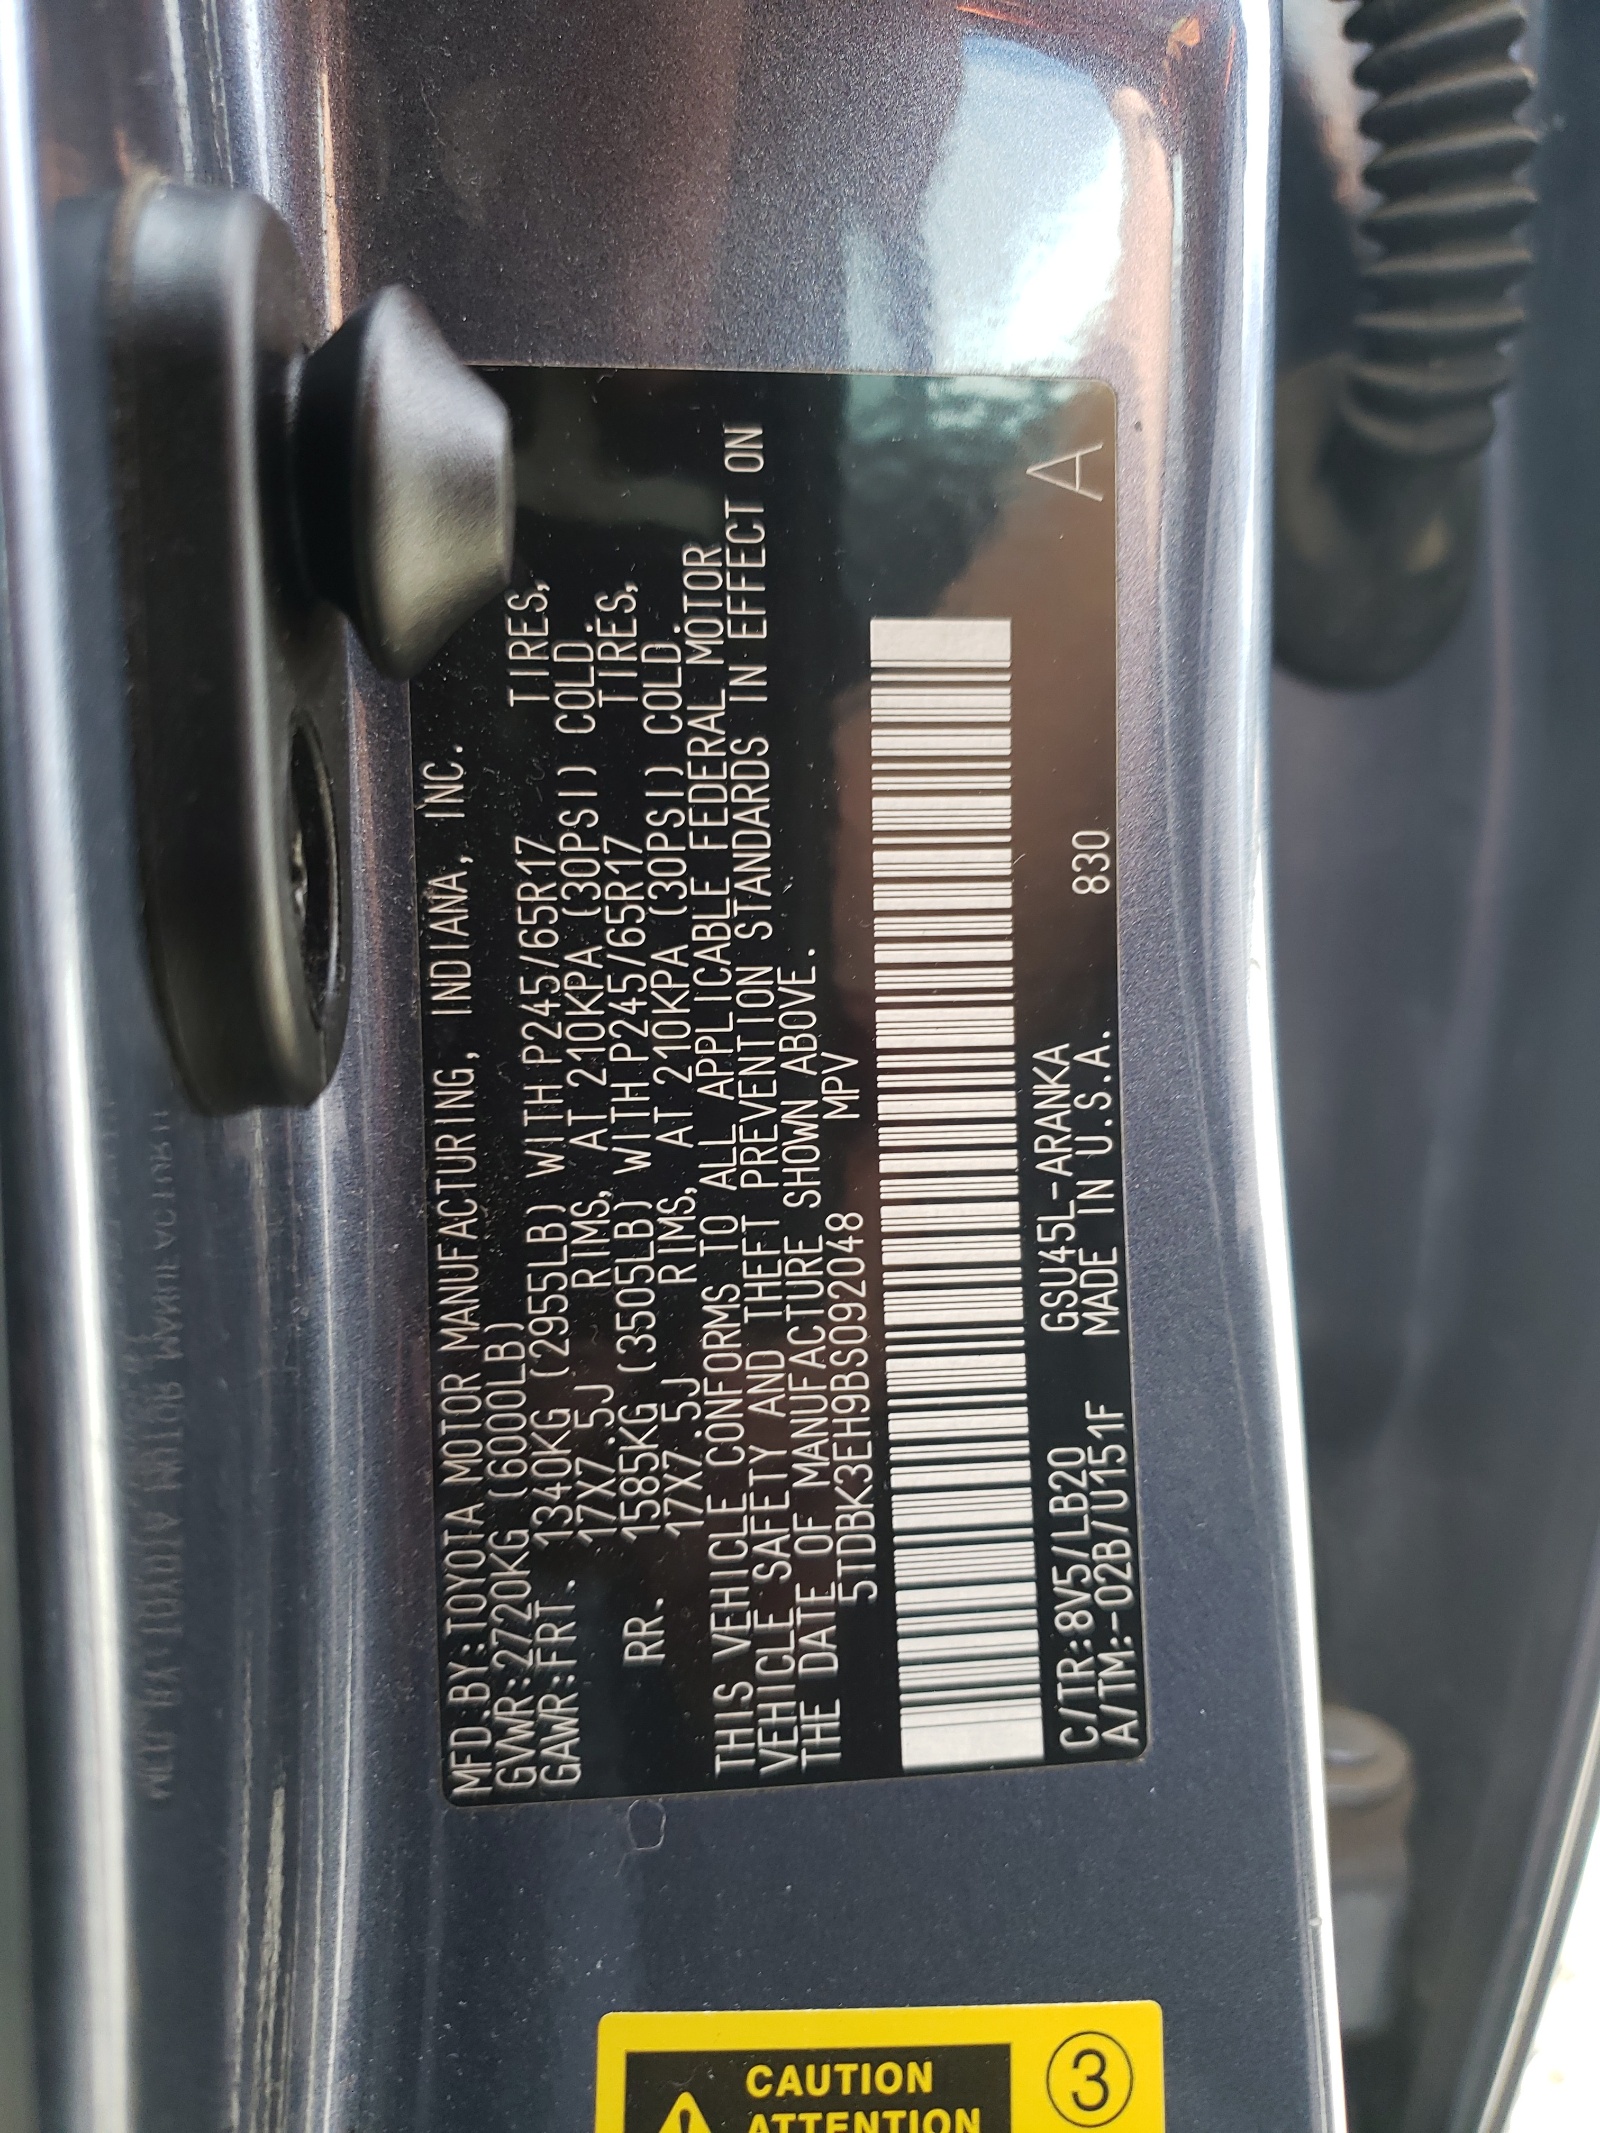 MFD.BY:TOYOTA MOTOR MANUFACTURING, INDIANA, INC.
GVWR:2720KG (6000LB)
GAWR:FRT. 1340KG (2955LB) WITH P245/65R17 TIRES,
17X7.5J RIMS, AT 210KPA (30PSI) COLD
RR. 1585KG (3505LB) WITH P245/65R17 TIRES,
17X7.5J RIMS, AT 210KPA (30PSI) COLD.
THIS VEHICLE CONFORMS TO ALL APPLICABLE FEDERAL MOTOR
VEHICLE SAFETY AND THEFT PREVENTION STANDARDS IN EFFECT ON
THE DATE OF MANUFACTURE SHOWN ABOVE.
5TDBK3EH9BS092048 MPV
C/TR:8V5/LB20 GSU45L-ARANKA
A/TM:-02B/U151F MADE IN U.S.A. 830 A
CAUTION
ATTENTION
3